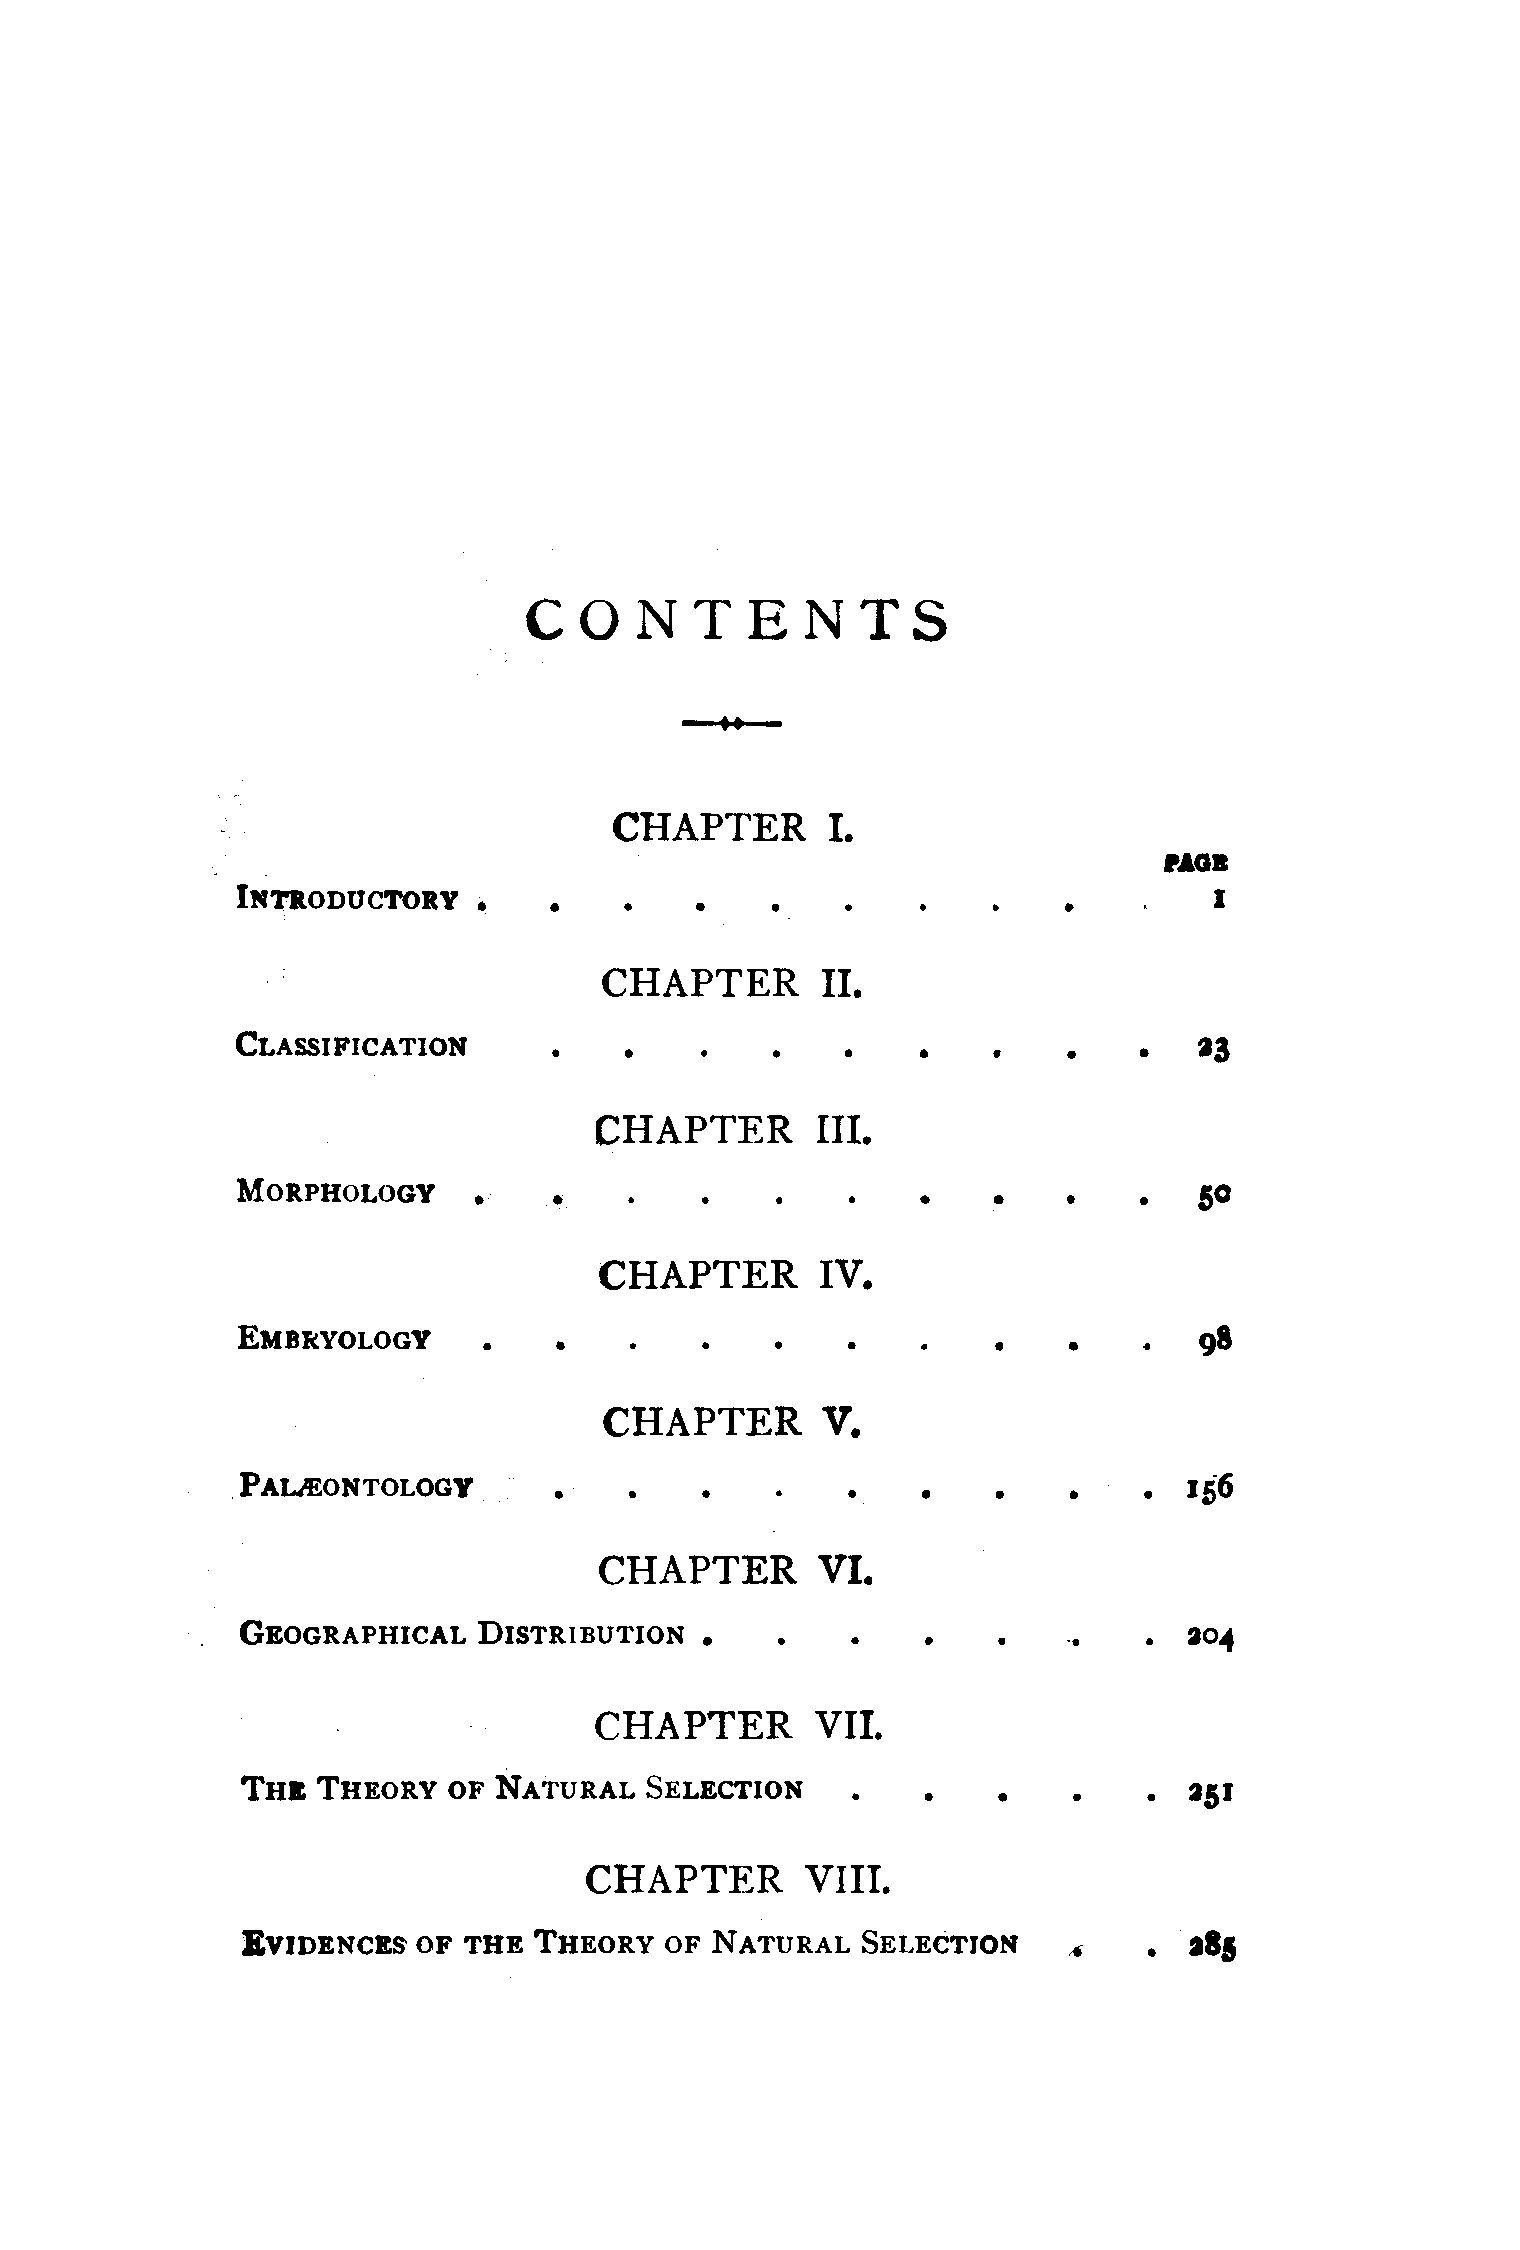 CONTENTS
CHAPTER I.
PAGE
INTRODUCTORY . . . . . . . . . . 1
CHAPTER II.
CLASSIFICATION . . . . . . . . . 23
CHAPTER III.
MORPHOLOGY . . . . . . . . . . 50
CHAPTER IV.
EMBRYOLOGY . . . . . . . . . . 98
CHAPTER V.
PALÆONTOLOGY . . . . . . . . . 156
CHAPTER VI.
GEOGRAPHICAL DISTRIBUTION . . . . . . . 204
CHAPTER VII.
THE THEORY OF NATURAL SELECTION . . . . . 251
CHAPTER VIII.
EVIDENCES OF THE THEORY OF NATURAL SELECTION . . 285